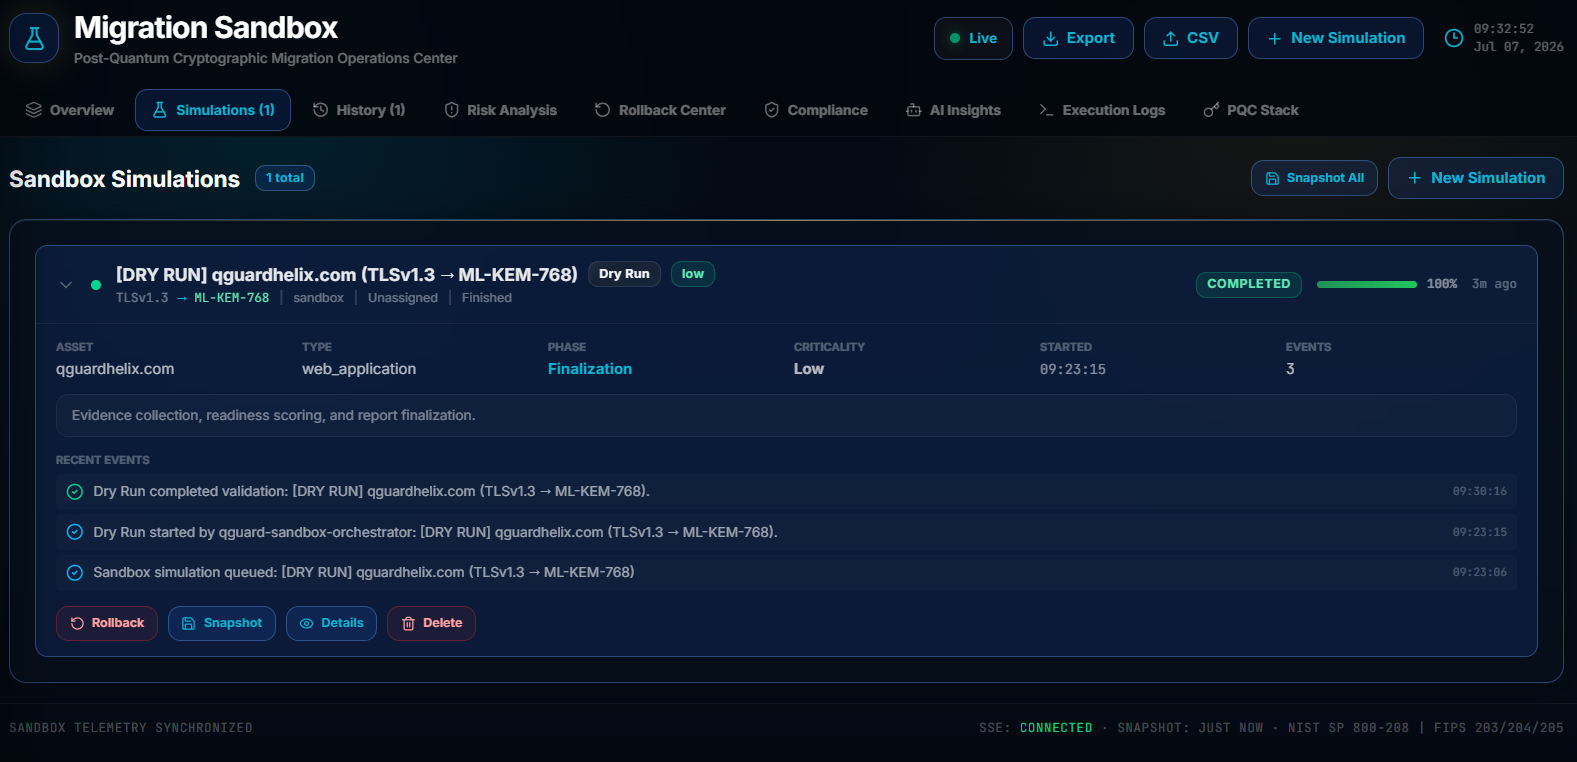 Migration Sandbox
Post-Quantum Cryptographic Migration Operations Center
Live
Export
CSV
New Simulation
09:32:52
Jul 07, 2026
Overview
Simulations (1)
History (1)
Risk Analysis
Rollback Center
Compliance
AI Insights
Execution Logs
PQC Stack
Sandbox Simulations
1 total
Snapshot All
New Simulation
[DRY RUN] qguardhelix.com (TLSv1.3 → ML-KEM-768)
Dry Run
low
TLSv1.3 → ML-KEM-768 | sandbox | Unassigned | Finished
COMPLETED
100%
3m ago
ASSET
TYPE
PHASE
CRITICALITY
STARTED
EVENTS
qguardhelix.com
web_application
Finalization
Low
09:23:15
3
Evidence collection, readiness scoring, and report finalization.
RECENT EVENTS
Dry Run completed validation: [DRY RUN] qguardhelix.com (TLSv1.3 → ML-KEM-768).
09:30:16
Dry Run started by qguard-sandbox-orchestrator: [DRY RUN] qguardhelix.com (TLSv1.3 → ML-KEM-768).
09:23:15
Sandbox simulation queued: [DRY RUN] qguardhelix.com (TLSv1.3 → ML-KEM-768)
09:23:06
Rollback
Snapshot
Details
Delete
SANDBOX TELEMETRY SYNCHRONIZED
SSE: CONNECTED · SNAPSHOT: JUST NOW · NIST SP 800-208 | FIPS 203/204/205